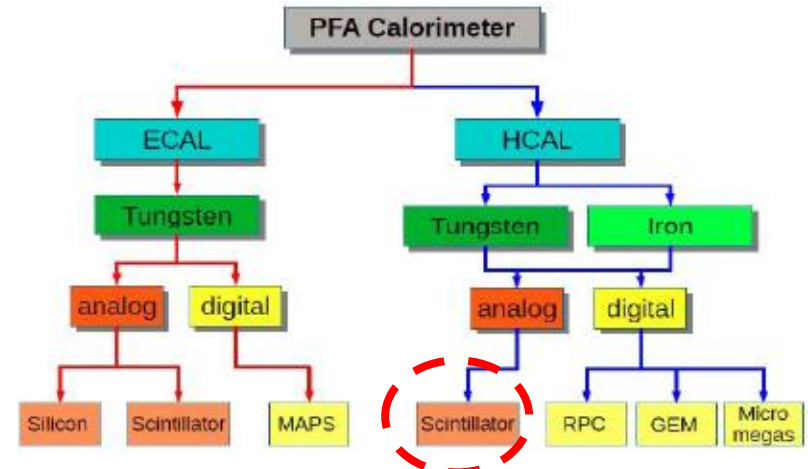 PFA Calorimeter
ECAL
HCAL
Tungsten
Tungsten
Iron
analog
digital
analog
digital
Silicon
Scintillator
MAPS
Scintillator
RPC
GEM
Micro
megas